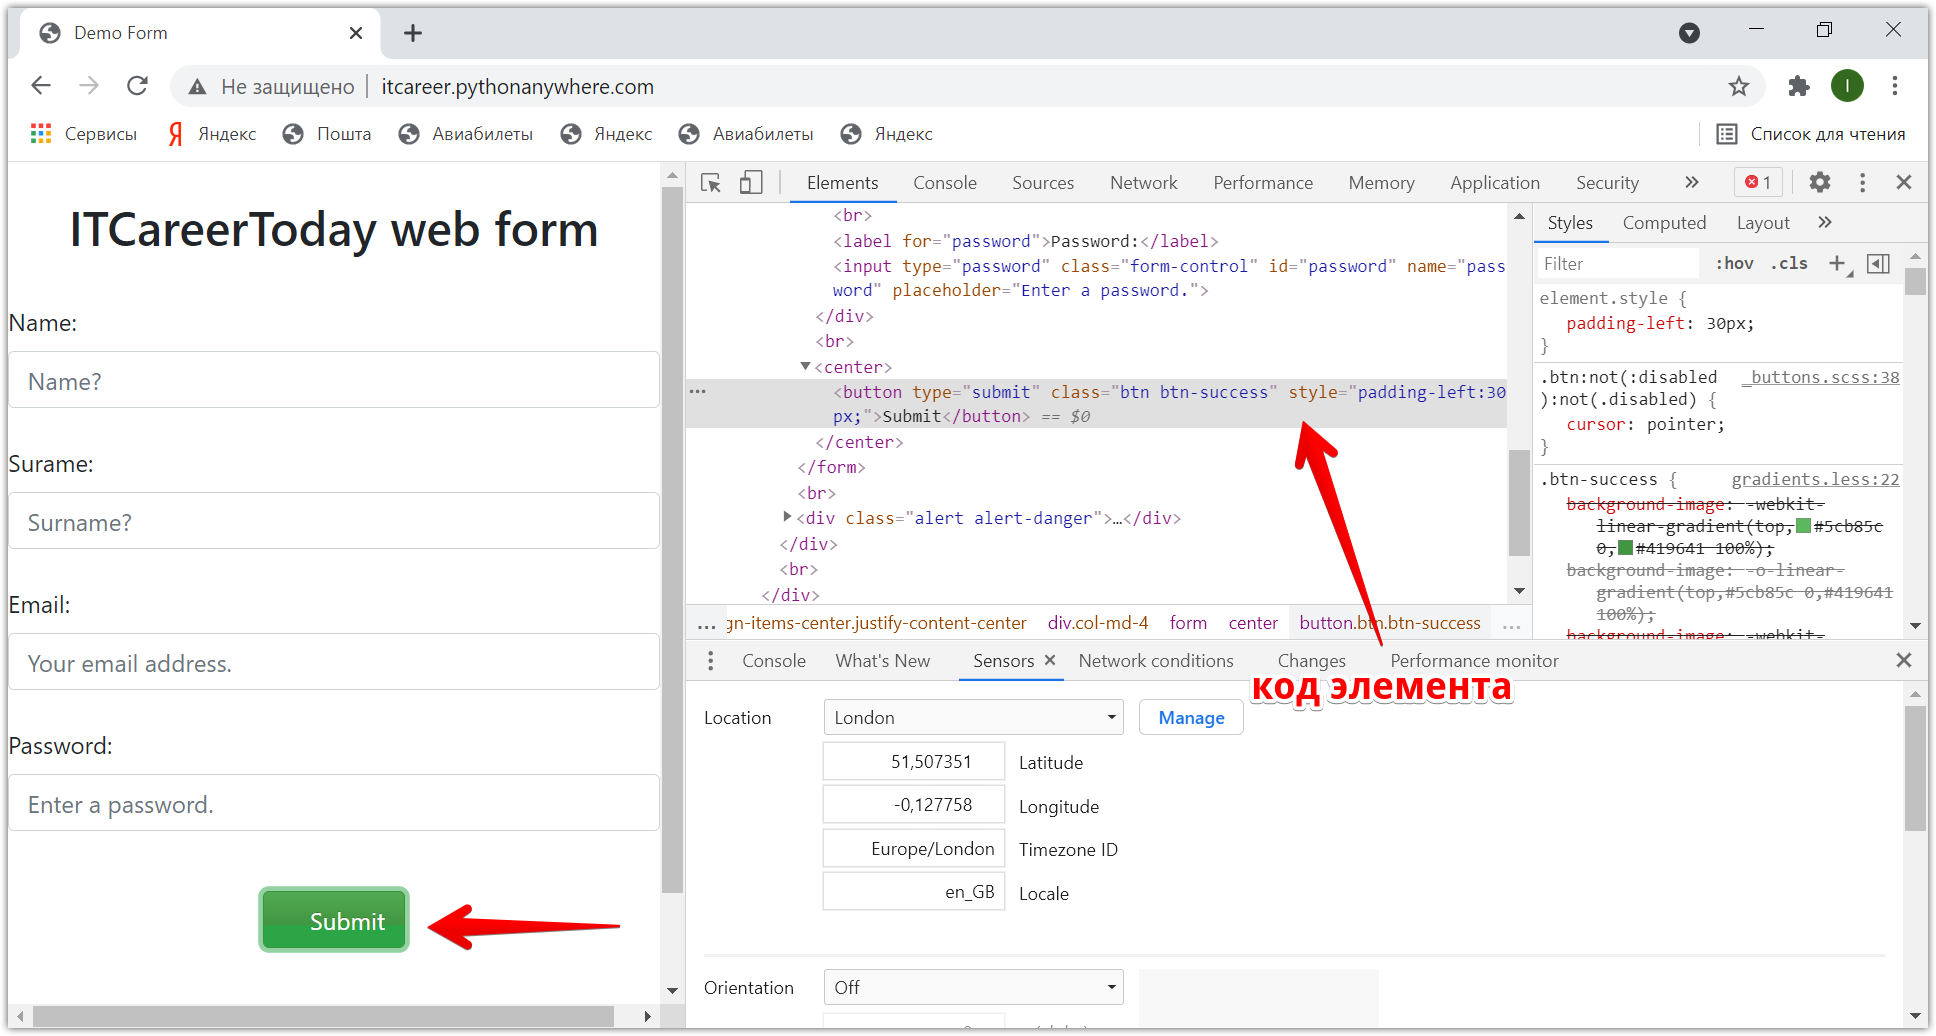 Demo Form
Не защищено | itcareer.pythonanywhere.com
I
Сервисы Яндекс Пошта Авиабилеты Яндекс Авиабилеты Яндекс Список для чтения
ITCareerToday web form
Name:
Name?
Surame:
Surname?
Email:
Your email address.
Password:
Enter a password.
Submit
Elements Console Sources Network Performance Memory Application Security » 1
<br>
<label for="password">Password:</label>
<input type="password" class="form-control" id="password" name="pass
word" placeholder="Enter a password.">
</div>
<br>
<center>
<button type="submit" class="btn btn-success" style="padding-left:30
px;">Submit</button> == $0
</center>
</form>
<br>
<div class="alert alert-danger">…</div>
</div>
<br>
</div>
... gn-items-center.justify-content-center div.col-md-4 form center button.btn.btn-success ...
Styles Computed Layout »
Filter :hov .cls +
element.style {
padding-left: 30px;
}
.btn:not(:disabled _buttons.scss:38
):not(.disabled) {
cursor: pointer;
}
.btn-success { gradients.less:22
background-image: -webkit-
linear-gradient(top, #5cb85c
0, #419641 100%);
background-image: -o-linear-
gradient(top,#5cb85c 0,#419641
100%);
background-image: -webkit-
Console What's New Sensors Network conditions Changes Performance monitor
код элемента
Location London Manage
51,507351 Latitude
-0,127758 Longitude
Europe/London Timezone ID
en_GB Locale
Orientation Off